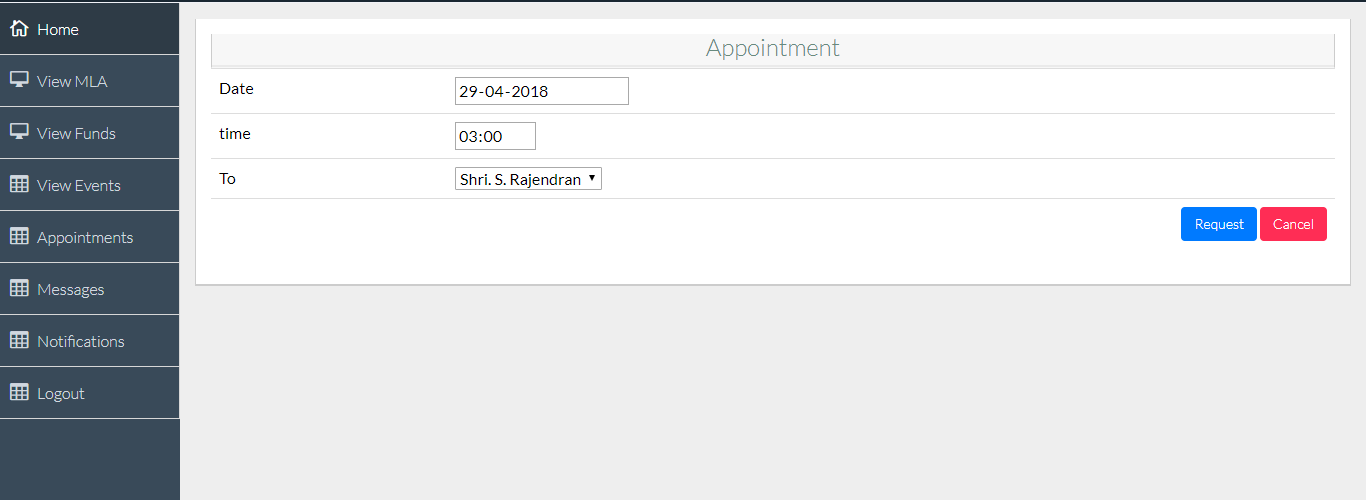 Home
View MLA
View Funds
View Events
Appointments
Messages
Notifications
Logout
Appointment
Date 29-04-2018
time 03:00
To Shri. S. Rajendran
Request Cancel